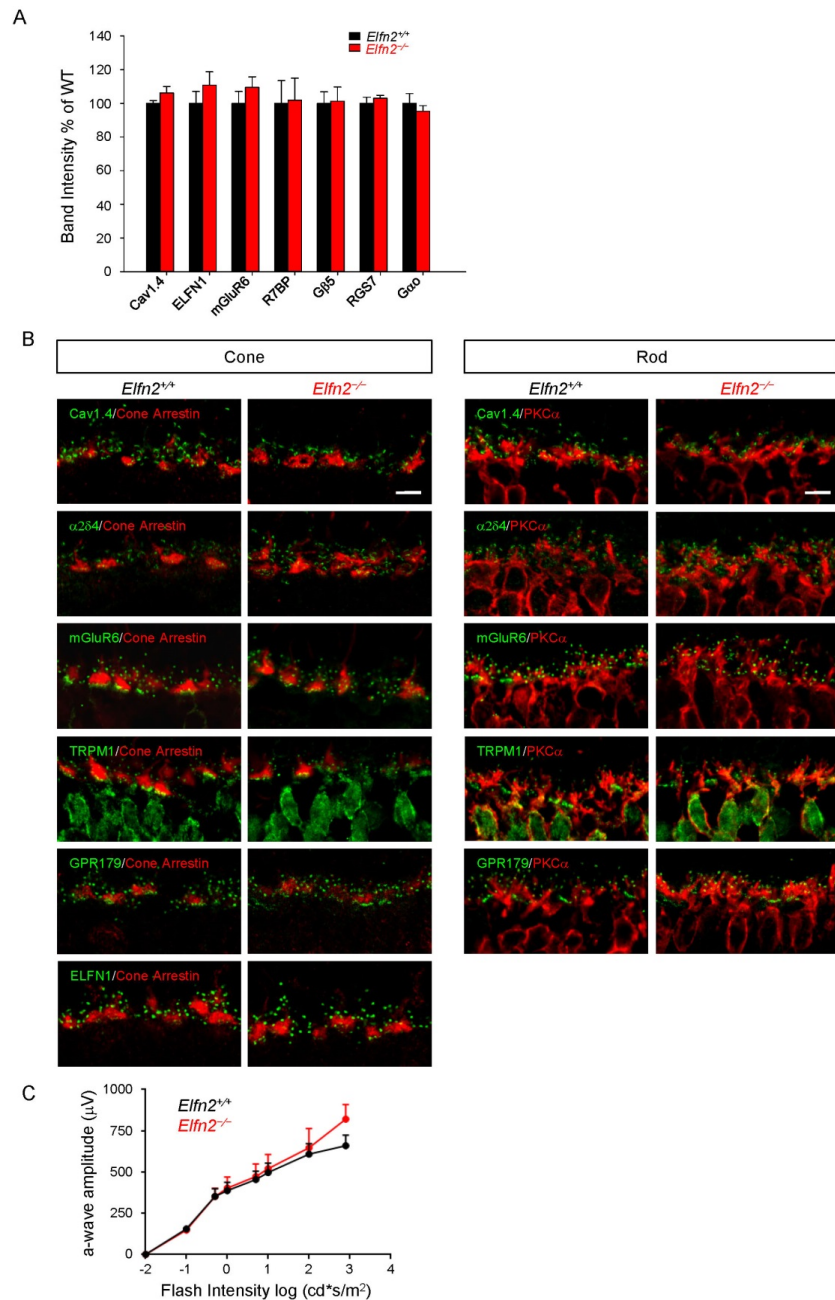 A
Elfn2+/+
Elfn2−/−
Band Intensity % of WT
140
120
100
80
60
40
20
0
Cav1.4
ELFN1
mGluR6
R7BP
Gβ5
RGS7
Gαo
B
Cone
Rod
Elfn2+/+
Elfn2−/−
Elfn2+/+
Elfn2−/−
Cav1.4/Cone Arrestin
Cav1.4/PKCα
α2δ4/Cone Arrestin
α2δ4/PKCα
mGluR6/Cone Arrestin
mGluR6/PKCα
TRPM1/Cone Arrestin
TRPM1/PKCα
GPR179/Cone Arrestin
GPR179/PKCα
ELFN1/Cone Arrestin
C
Elfn2+/+
Elfn2−/−
a-wave amplitude (μV)
1000
750
500
250
0
-2 -1 0 1 2 3 4
Flash Intensity log (cd*s/m²)